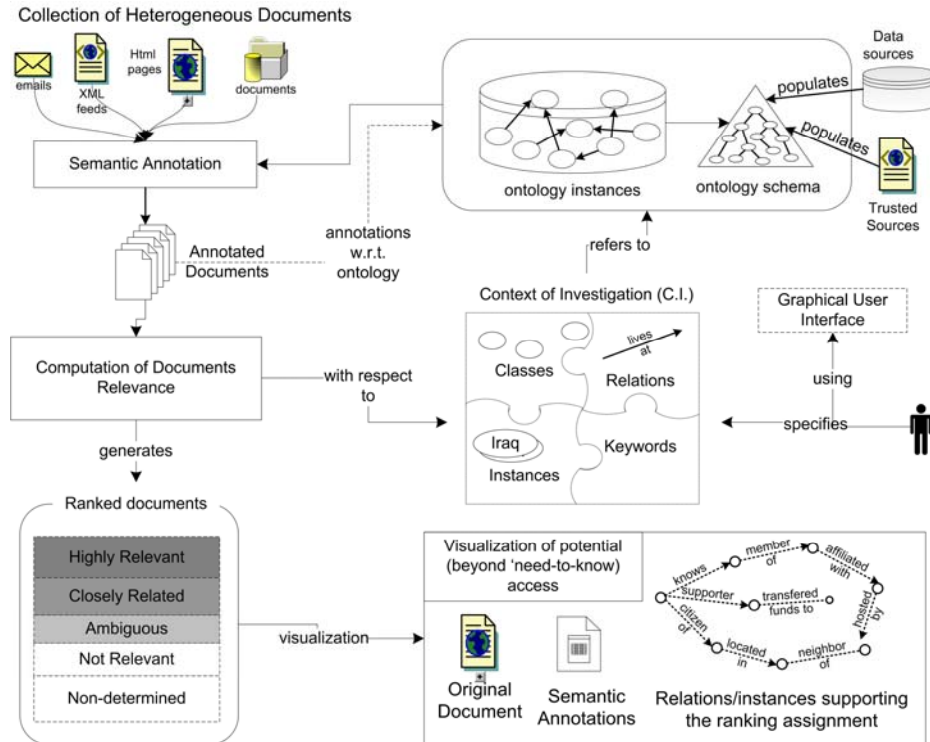 Collection of Heterogeneous Documents
emails
XML
feeds
Html
pages
documents
Semantic Annotation
Annotated
Documents
annotations
w.r.t.
ontology
ontology instances
ontology schema
populates
populates
Data
sources
Trusted
Sources
refers to
Context of Investigation (C.I.)
Classes
lives
at
Relations
Iraq
Instances
Keywords
Graphical User
Interface
using
specifies
Computation of Documents
Relevance
with respect
to
generates
Ranked documents
Highly Relevant
Closely Related
Ambiguous
Not Relevant
Non-determined
visualization
Visualization of potential
(beyond ‘need-to-know)
access
Original
Document
Semantic
Annotations
knows
member
of
affiliated
with
hosted
by
supporter
transfered
funds to
citizen
of
located
in
neighbor
of
Relations/instances supporting
the ranking assignment